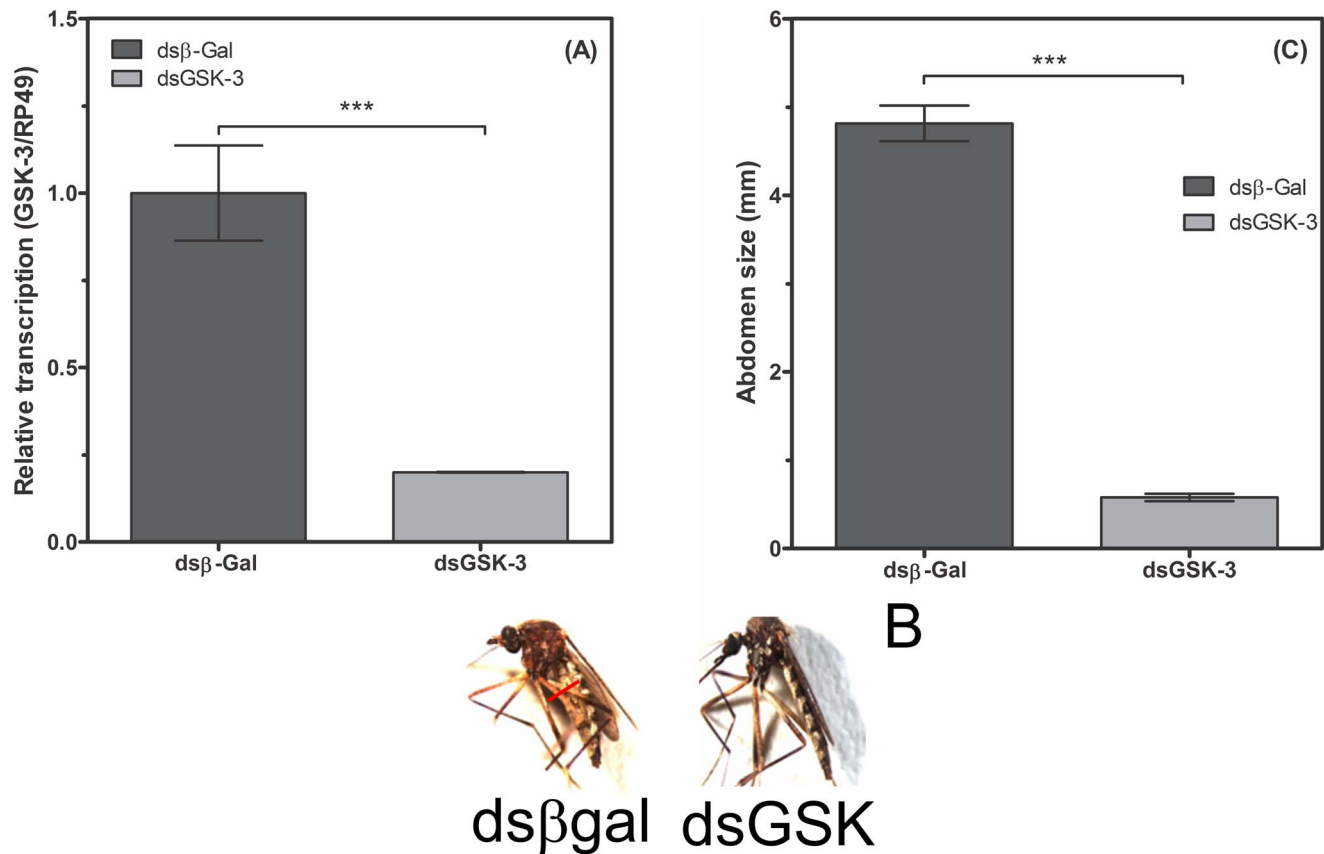 Relative transcription (GSK-3/RP49)
1.5
1.0
0.5
0.0
dsβ-Gal
dsGSK-3
(A)
***
dsβ-Gal
dsGSK-3
Abdomen size (mm)
6
4
2
0
(C)
***
dsβ-Gal
dsGSK-3
dsβ-Gal
dsGSK-3
B
dsβgal
dsGSK